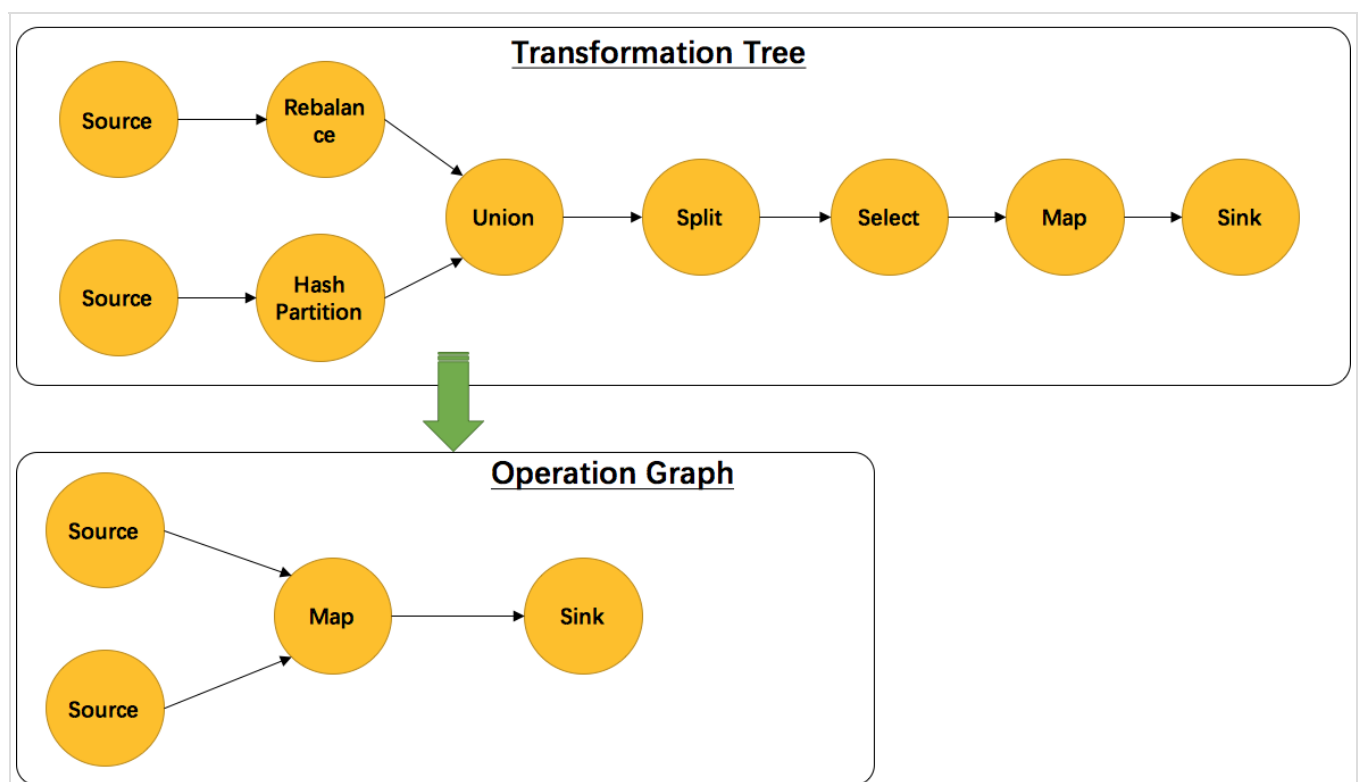 Transformation Tree
Source
Rebalan
ce
Union
Split
Select
Map
Sink
Source
Hash
Partition
Operation Graph
Source
Map
Sink
Source